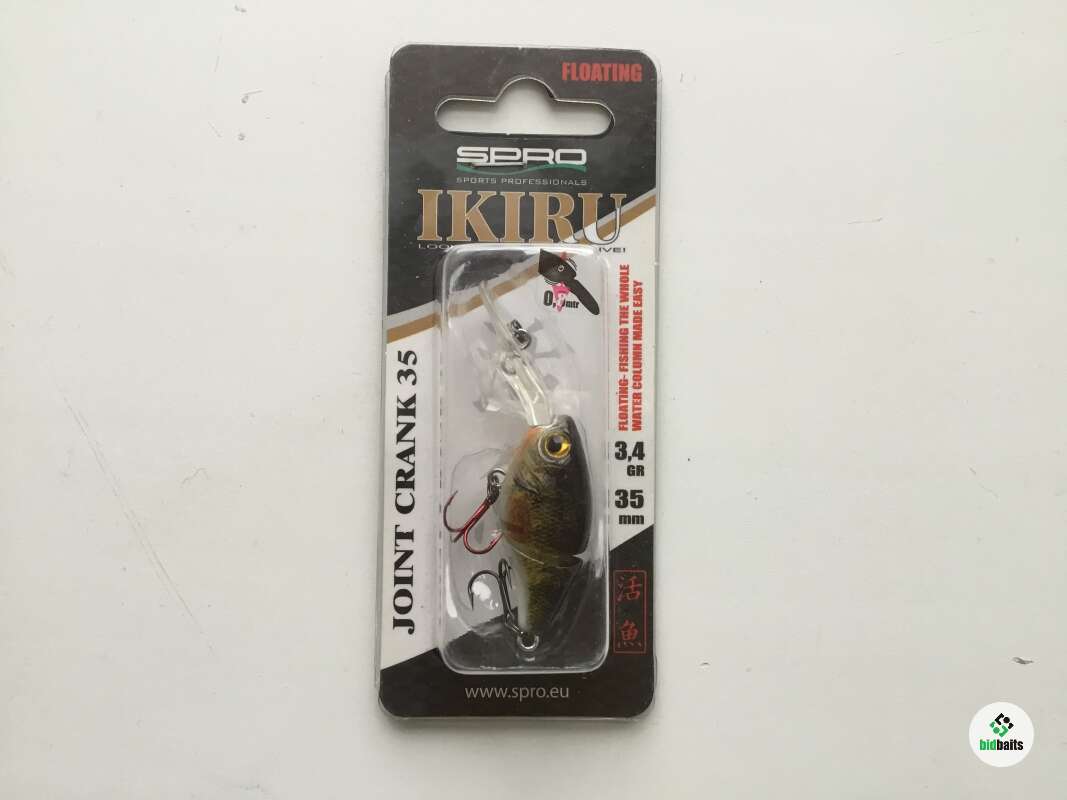 FLOATING
SPRO
SPORTS PROFESSIONALS
IKIRU
mtr
FLOATING- FISHING THE WHOLE
WATER COLUMN MADE EASY
JOINT CRANK 35
3,4
GR
35
mm
活
魚
www.spro.eu
bidbaits